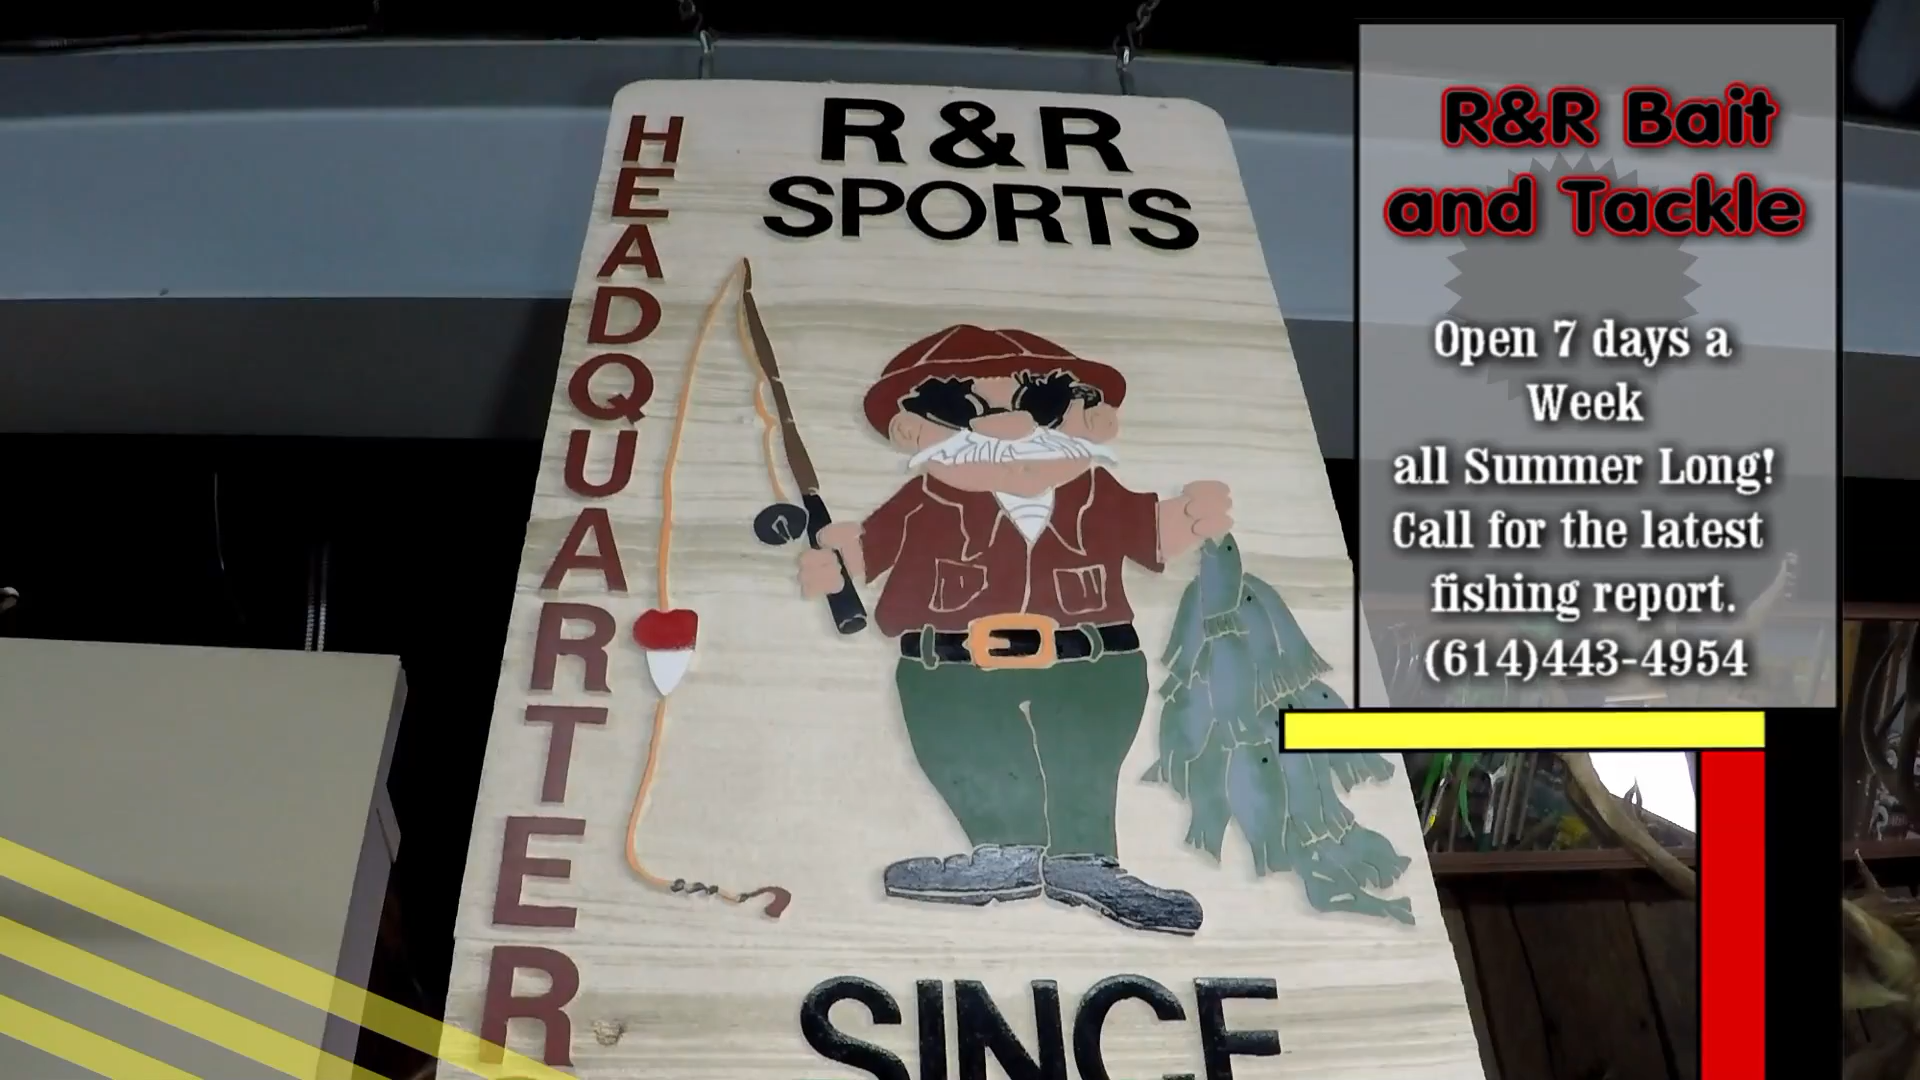 R & R
SPORTS
HEADQUARTER
SINCE
R&R Bait
and Tackle
Open 7 days a
Week
all Summer Long!
Call for the latest
fishing report.
(614)443-4954